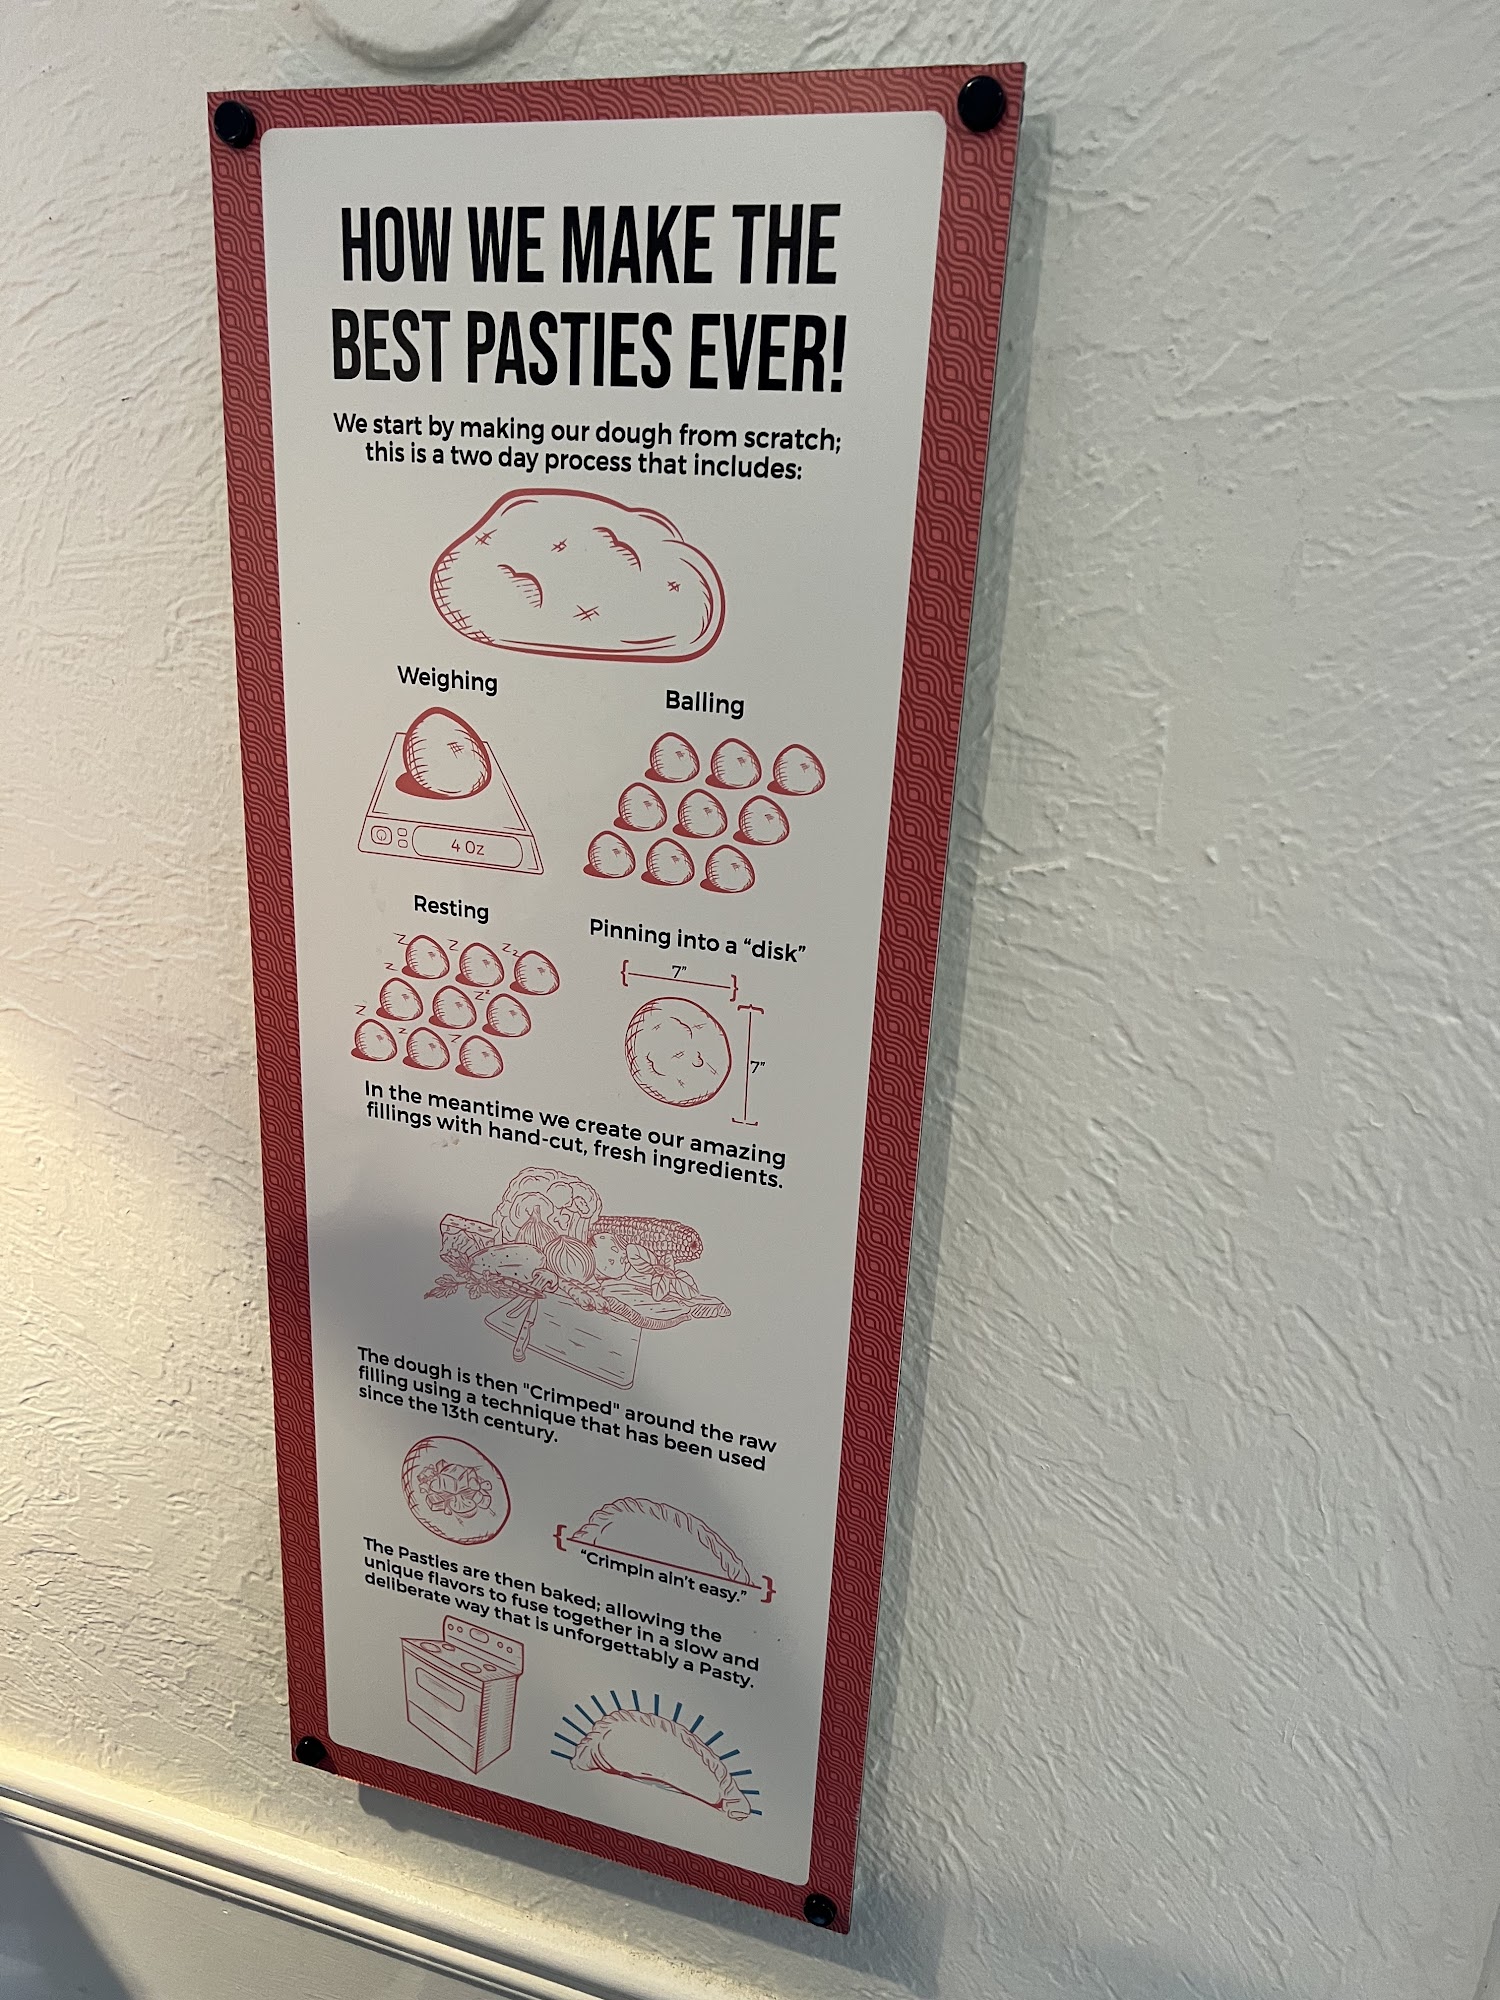 HOW WE MAKE THE
BEST PASTIES EVER!
We start by making our dough from scratch;
this is a two day process that includes:
Weighing
Balling
4 Oz
Resting
Pinning into a “disk”
7”
7”
In the meantime we create our amazing
fillings with hand-cut, fresh ingredients.
The dough is then "Crimped" around the raw
filling using a technique that has been used
since the 13th century.
“Crimpin ain’t easy.”
The Pasties are then baked; allowing the
unique flavors to fuse together in a slow and
deliberate way that is unforgettably a Pasty.